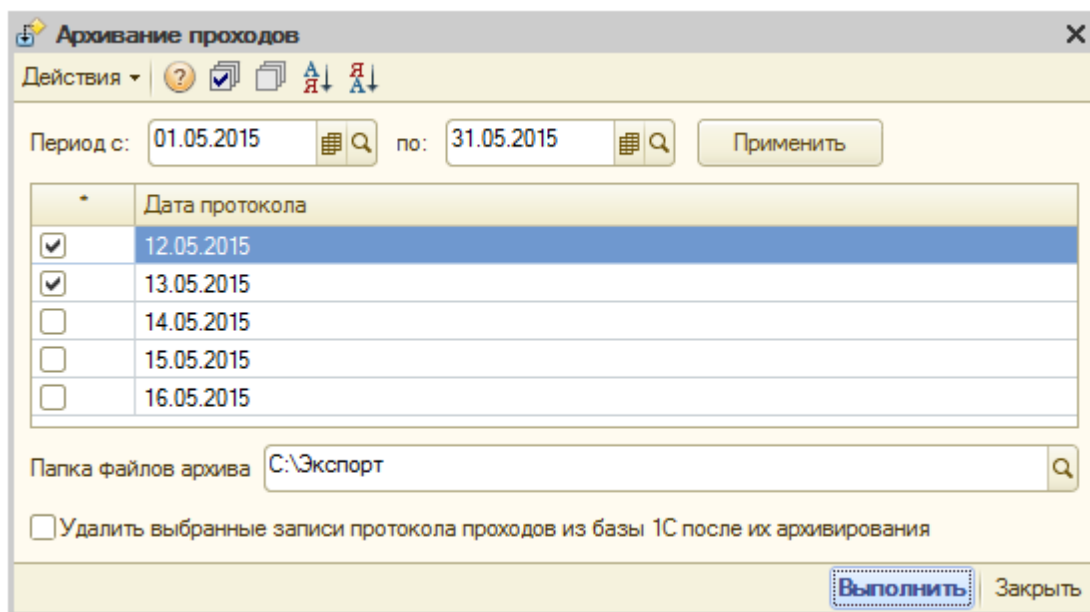 Архивание проходов
Действия
Период с: 01.05.2015 по: 31.05.2015 Применить
* Дата протокола
12.05.2015
13.05.2015
14.05.2015
15.05.2015
16.05.2015
Папка файлов архива C:\Экспорт
Удалить выбранные записи протокола проходов из базы 1С после их архивирования
Выполнить Закрыть